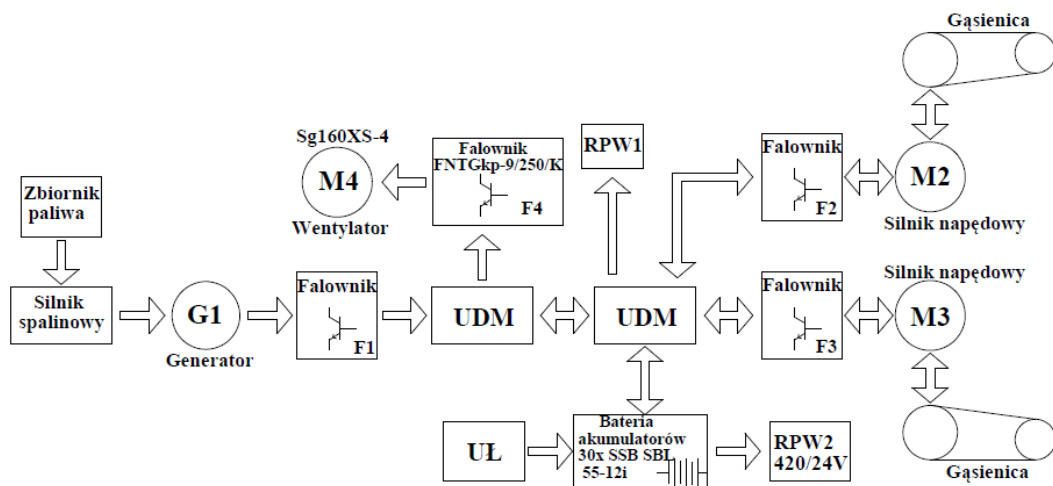 Gąsienica
Sg160XS-4
M4
Wentylator
Falownik
FNTGkp-9/250/K
F4
RPW1
Falownik
F2
M2
Silnik napędowy
Zbiornik
paliwa
Silnik
spalinowy
G1
Generator
Falownik
F1
UDM
UDM
Falownik
F3
Silnik napędowy
M3
UŁ
Bateria
akumulatorów
30x SSB SBL
55-12i
RPW2
420/24V
Gąsienica